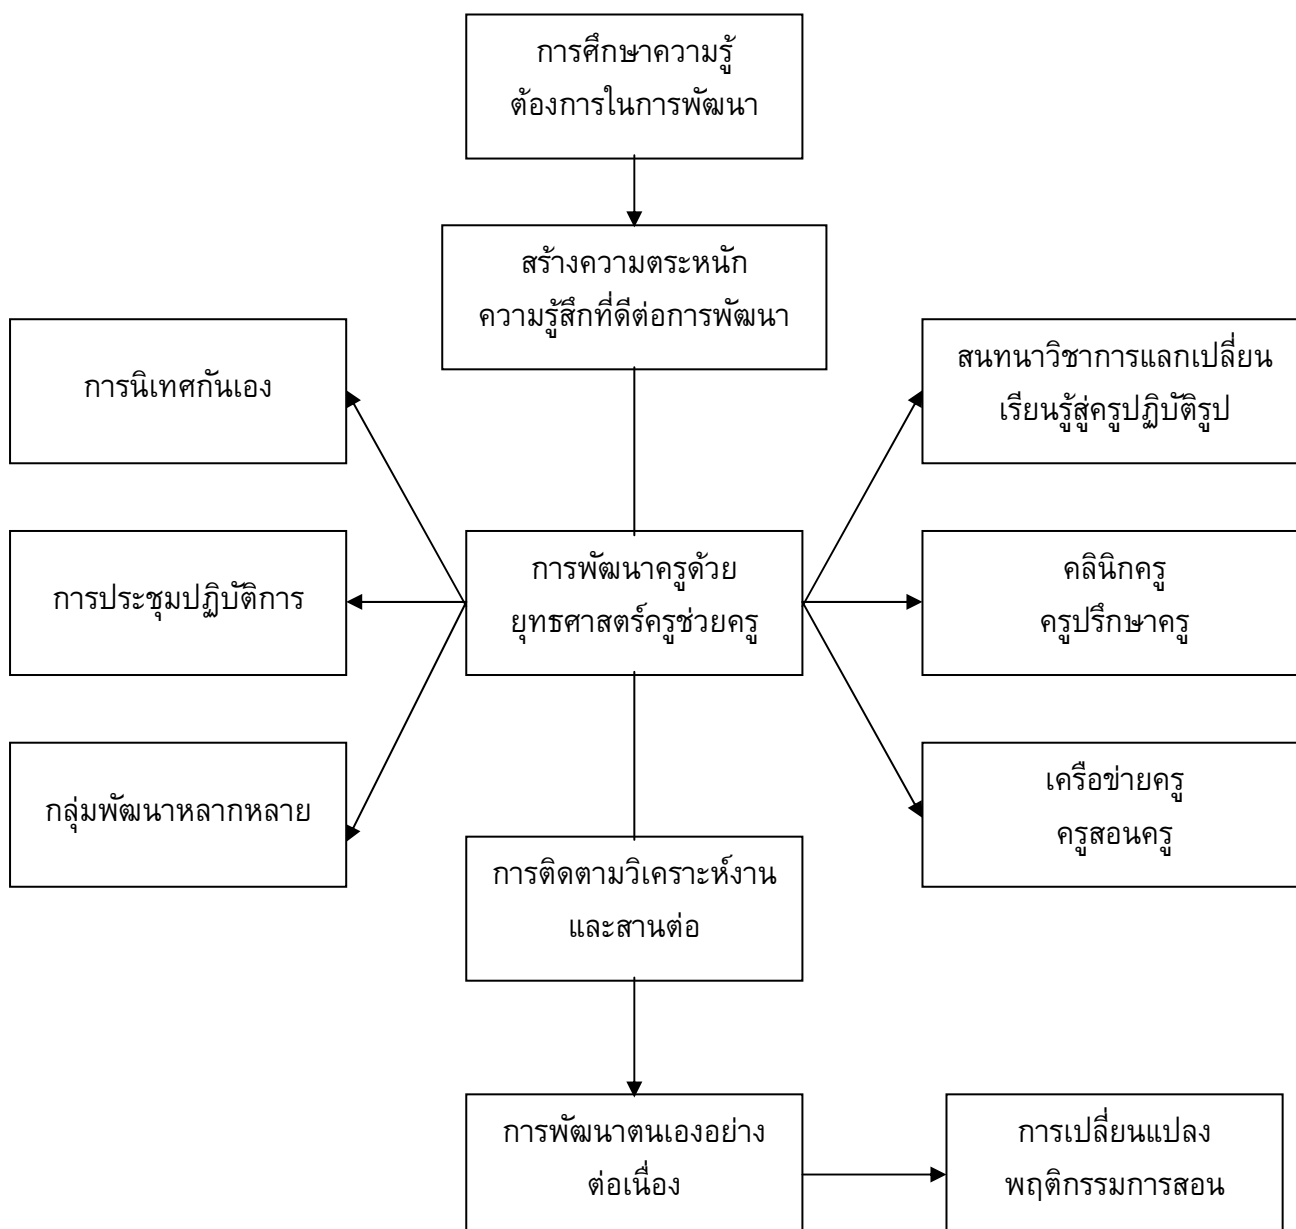 การศึกษาความรู้
ต้องการในการพัฒนา
สร้างความตระหนัก
ความรู้สึกที่ดีต่อการพัฒนา
การนิเทศกันเอง
สนทนาวิชาการแลกเปลี่ยน
เรียนรู้สู่ครูปฏิบัติรูป
การประชุมปฏิบัติการ
การพัฒนาครูด้วย
ยุทธศาสตร์ครูช่วยครู
คลินิกครู
ครูปรึกษาครู
กลุ่มพัฒนาหลากหลาย
เครือข่ายครู
ครูสอนครู
การติดตามวิเคราะห์งาน
และสานต่อ
การพัฒนาตนเองอย่าง
ต่อเนื่อง
การเปลี่ยนแปลง
พฤติกรรมการสอน